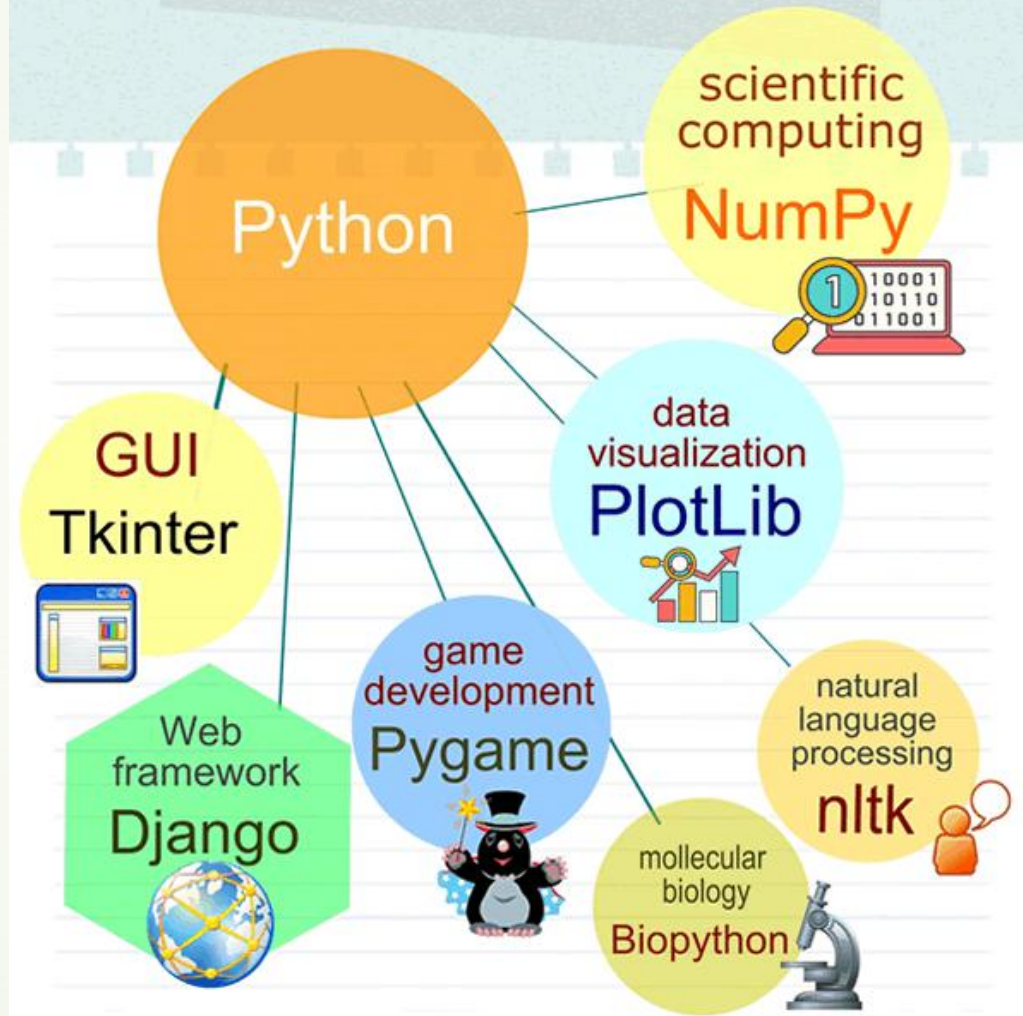 Python
scientific
computing
NumPy
1
10001
10110
011001
data
visualization
PlotLib
GUI
Tkinter
game
development
Pygame
natural
language
processing
nltk
Web
framework
Django
mollecular
biology
Biopython